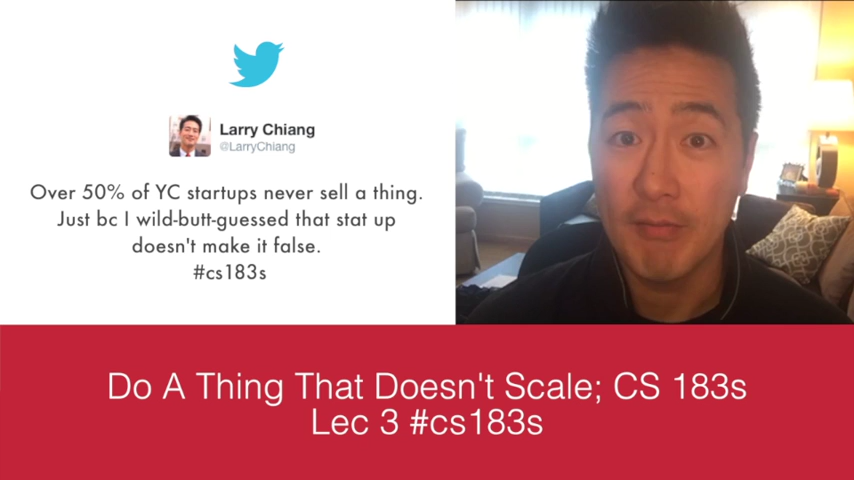 Larry Chiang
@LarryChiang
Over 50% of YC startups never sell a thing.
Just bc I wild-butt-guessed that stat up
doesn't make it false.
#cs183s
Do A Thing That Doesn't Scale; CS 183s
Lec 3 #cs183s